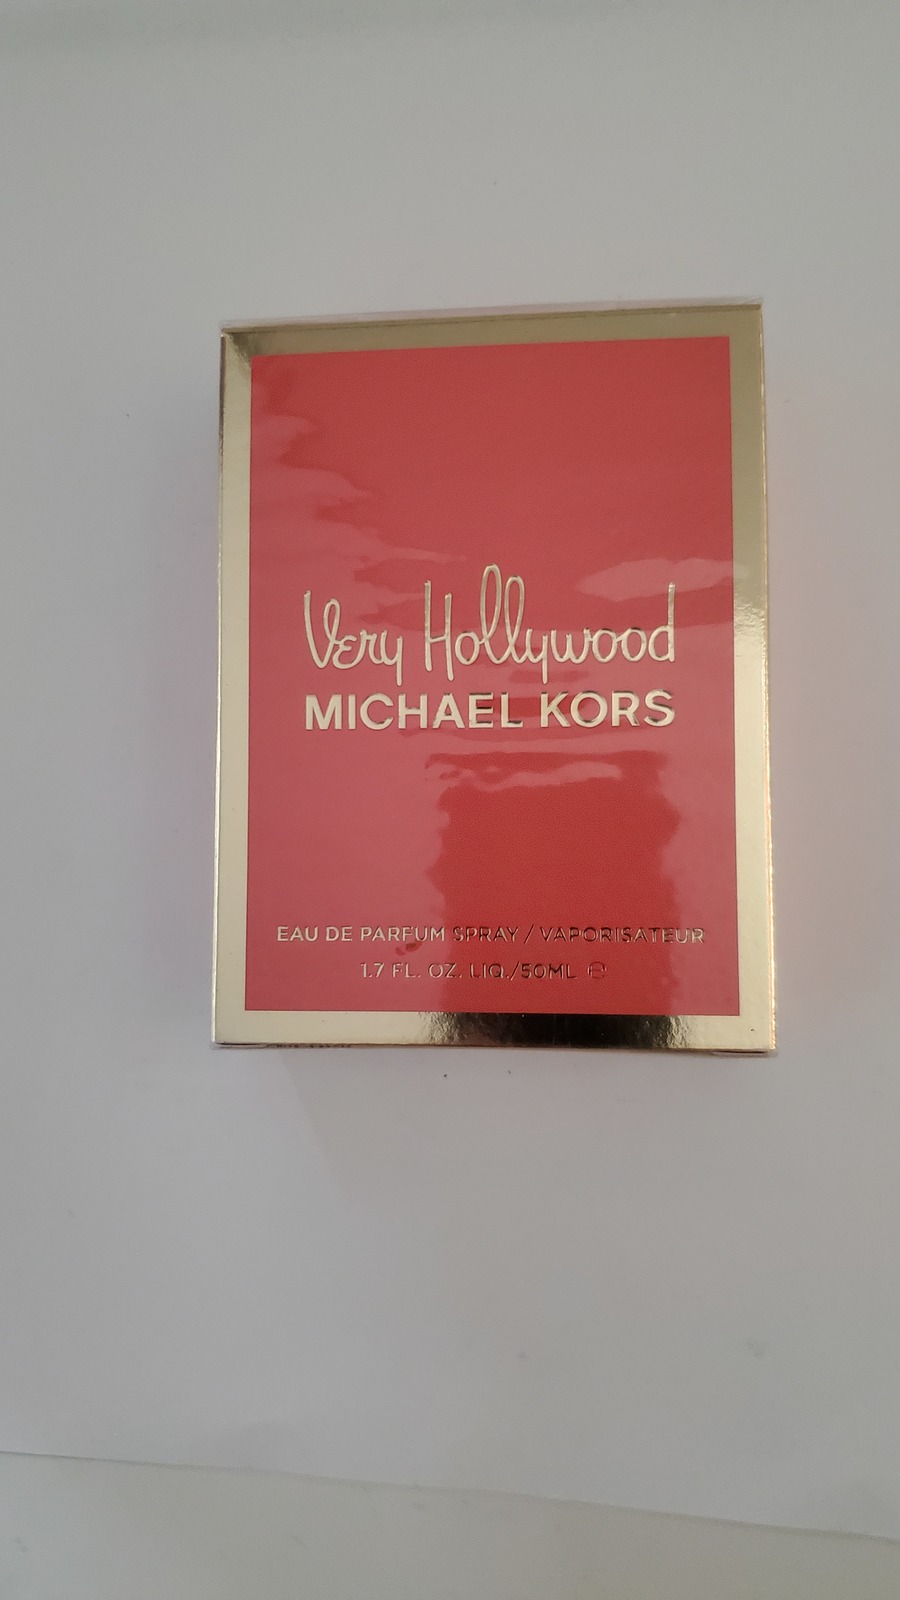 Very Hollywood
MICHAEL KORS
EAU DE PARFUM SPRAY / VAPORISATEUR
1.7 FL. OZ. LIQ./50ML ℮